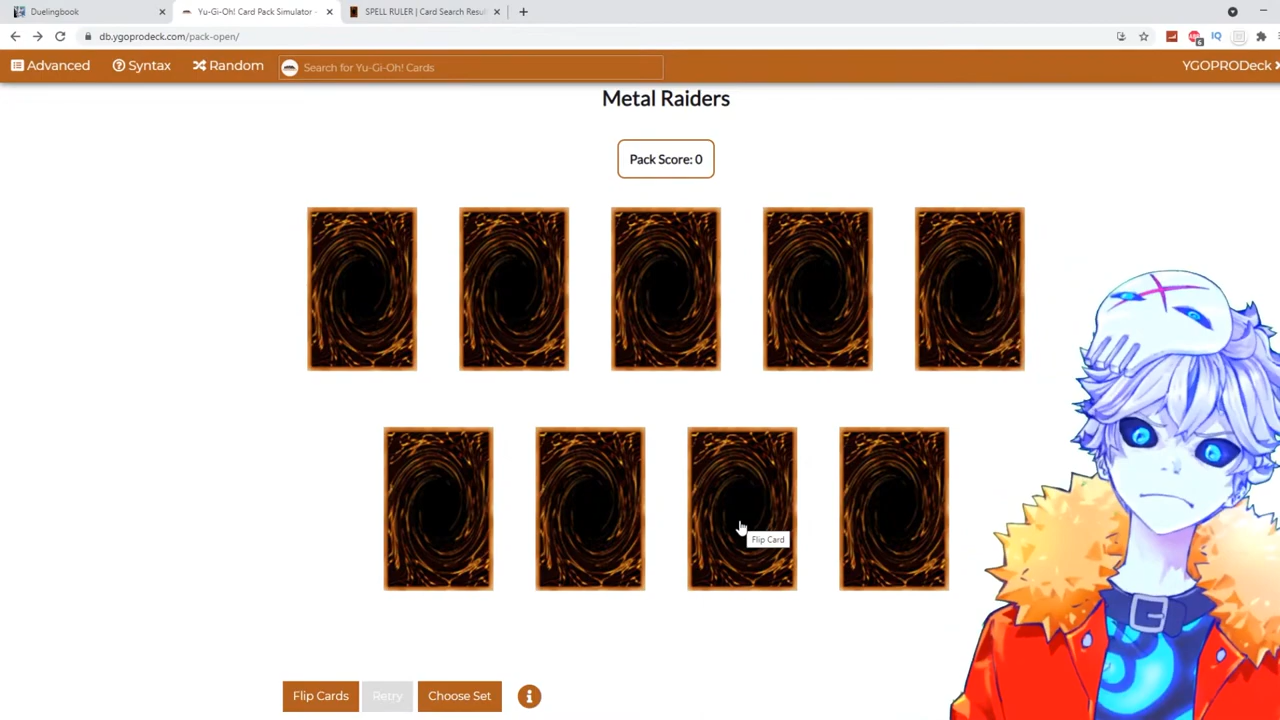 Duelingbook
Yu-Gi-Oh! Card Pack Simulator -
SPELL RULER | Card Search Resul
db.ygoprodeck.com/pack-open/
Advanced
Syntax
Random
Search for Yu-Gi-Oh! Cards
YGOPRODeck
IQ
6
Metal Raiders
Pack Score: 0
Flip Card
Flip Cards
Retry
Choose Set